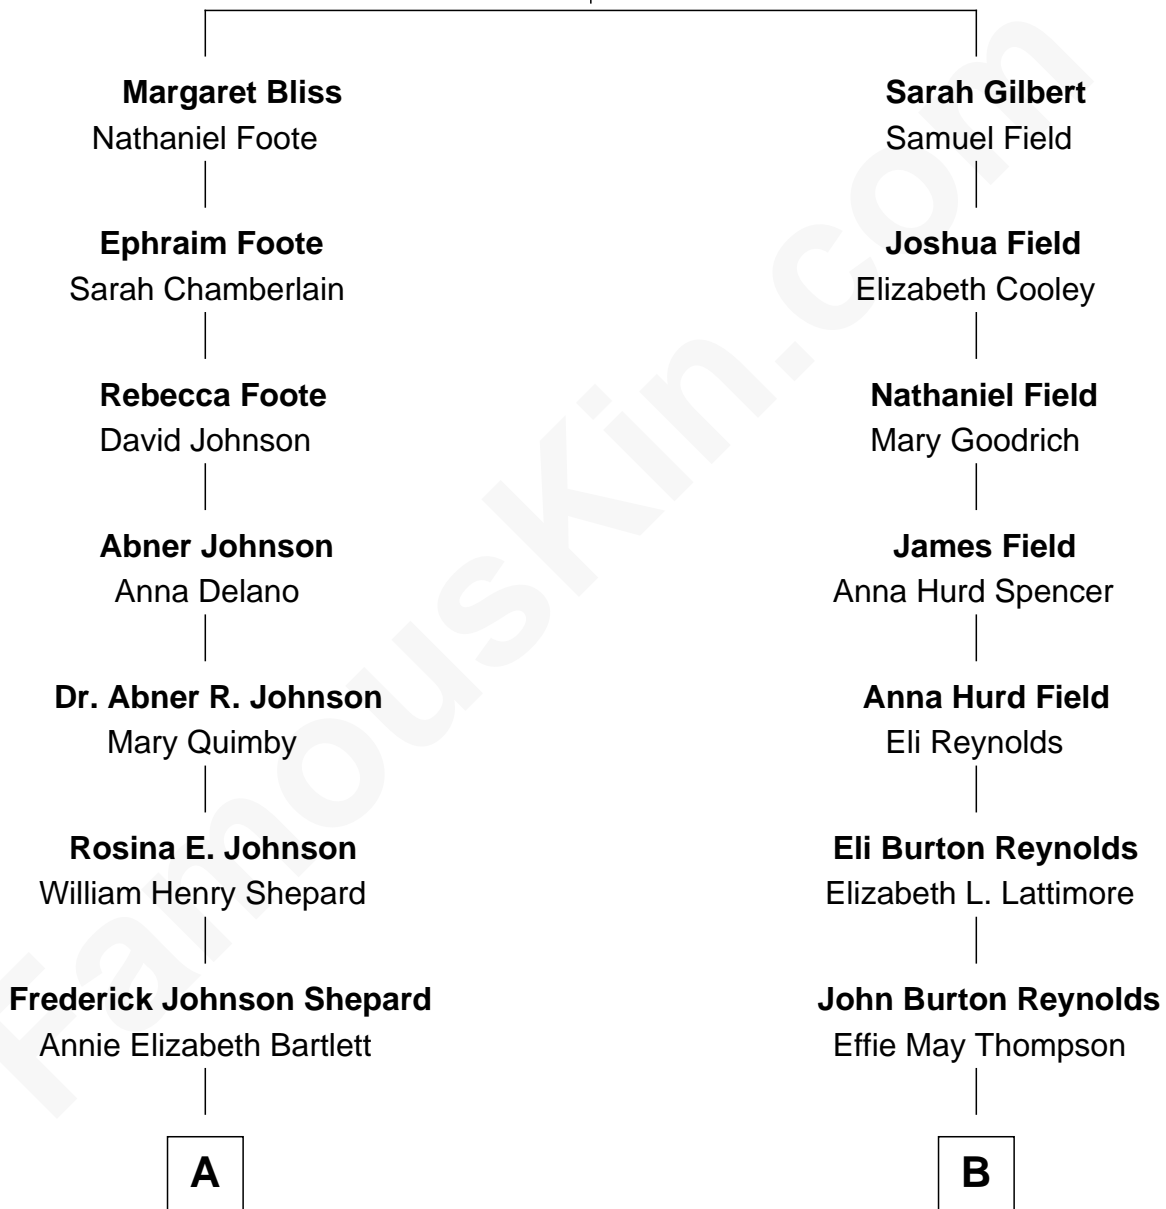 Margaret Bliss
Nathaniel Foote
Ephraim Foote
Sarah Chamberlain
Rebecca Foote
David Johnson
Abner Johnson
Anna Delano
Dr. Abner R. Johnson
Mary Quimby
Rosina E. Johnson
William Henry Shepard
Frederick Johnson Shepard
Annie Elizabeth Bartlett
A
Sarah Gilbert
Samuel Field
Joshua Field
Elizabeth Cooley
Nathaniel Field
Mary Goodrich
James Field
Anna Hurd Spencer
Anna Hurd Field
Eli Reynolds
Eli Burton Reynolds
Elizabeth L. Lattimore
John Burton Reynolds
Effie May Thompson
B
FamousKin.com